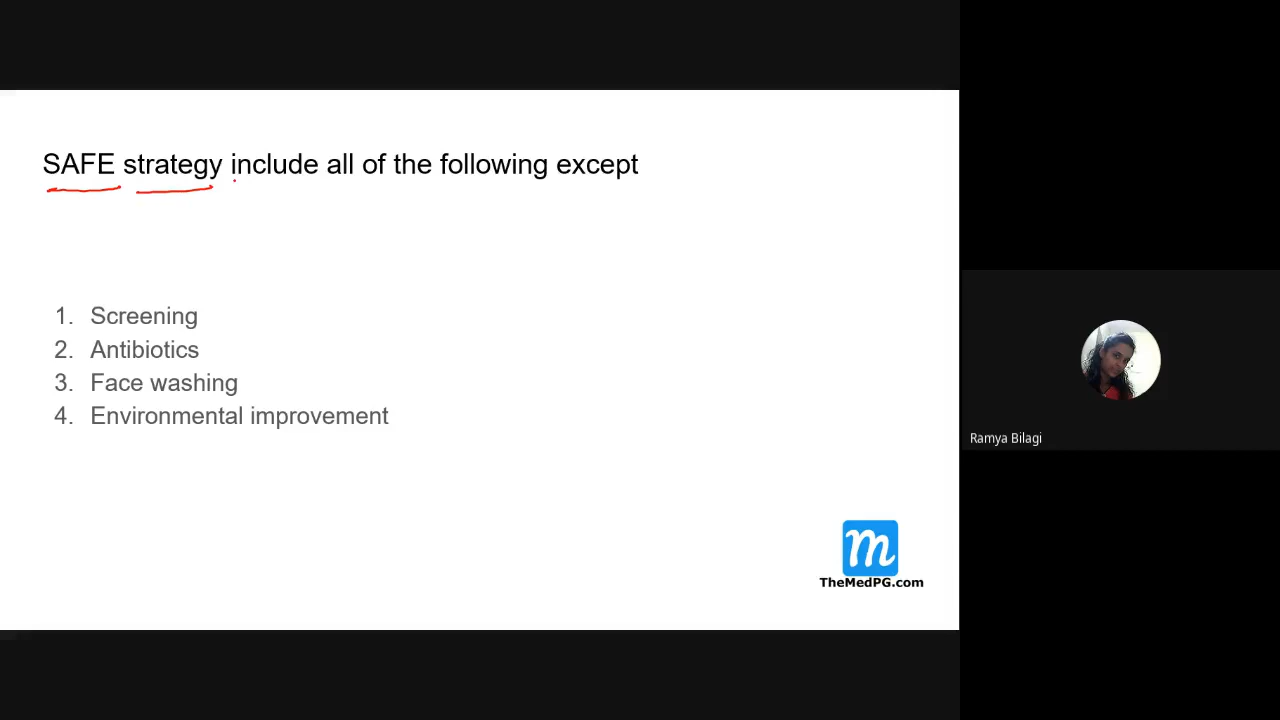 SAFE strategy include all of the following except
1. Screening
2. Antibiotics
3. Face washing
4. Environmental improvement
Ramya Bilagi
m
TheMedPG.com